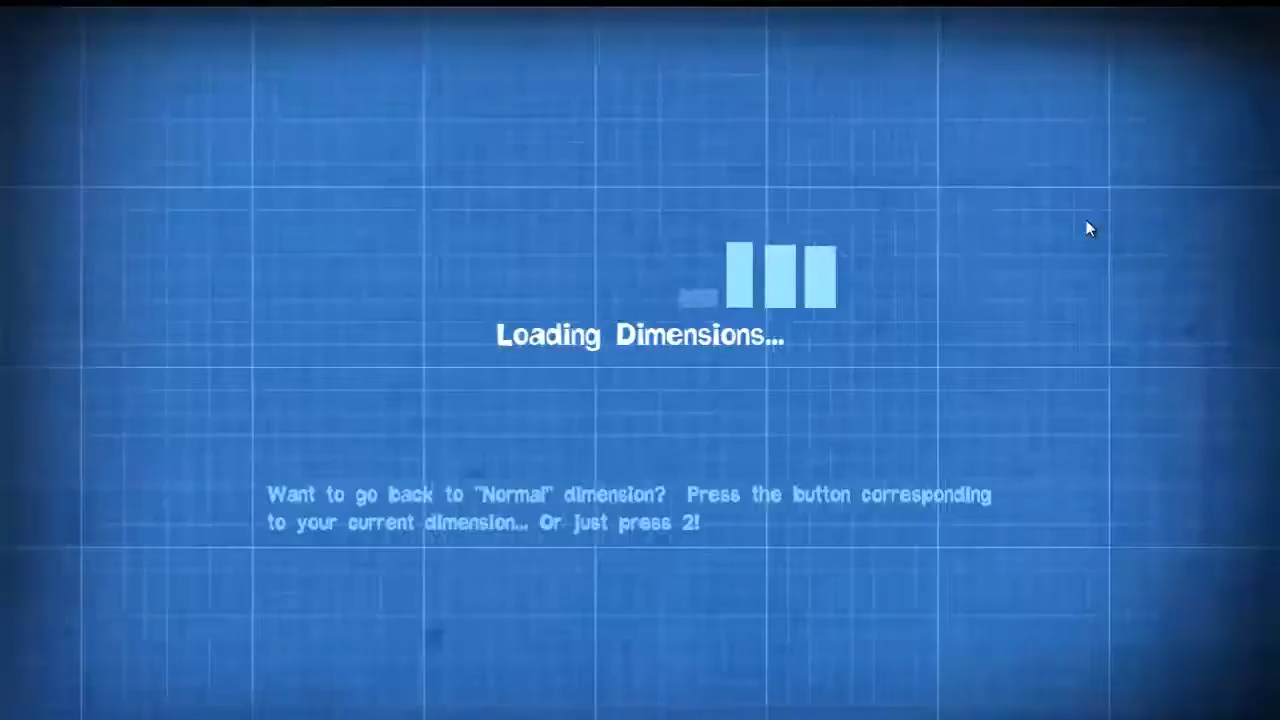 Loading Dimensions...
Want to go back to "Normal" dimension? Press the button corresponding
to your current dimension... Or just press 2!